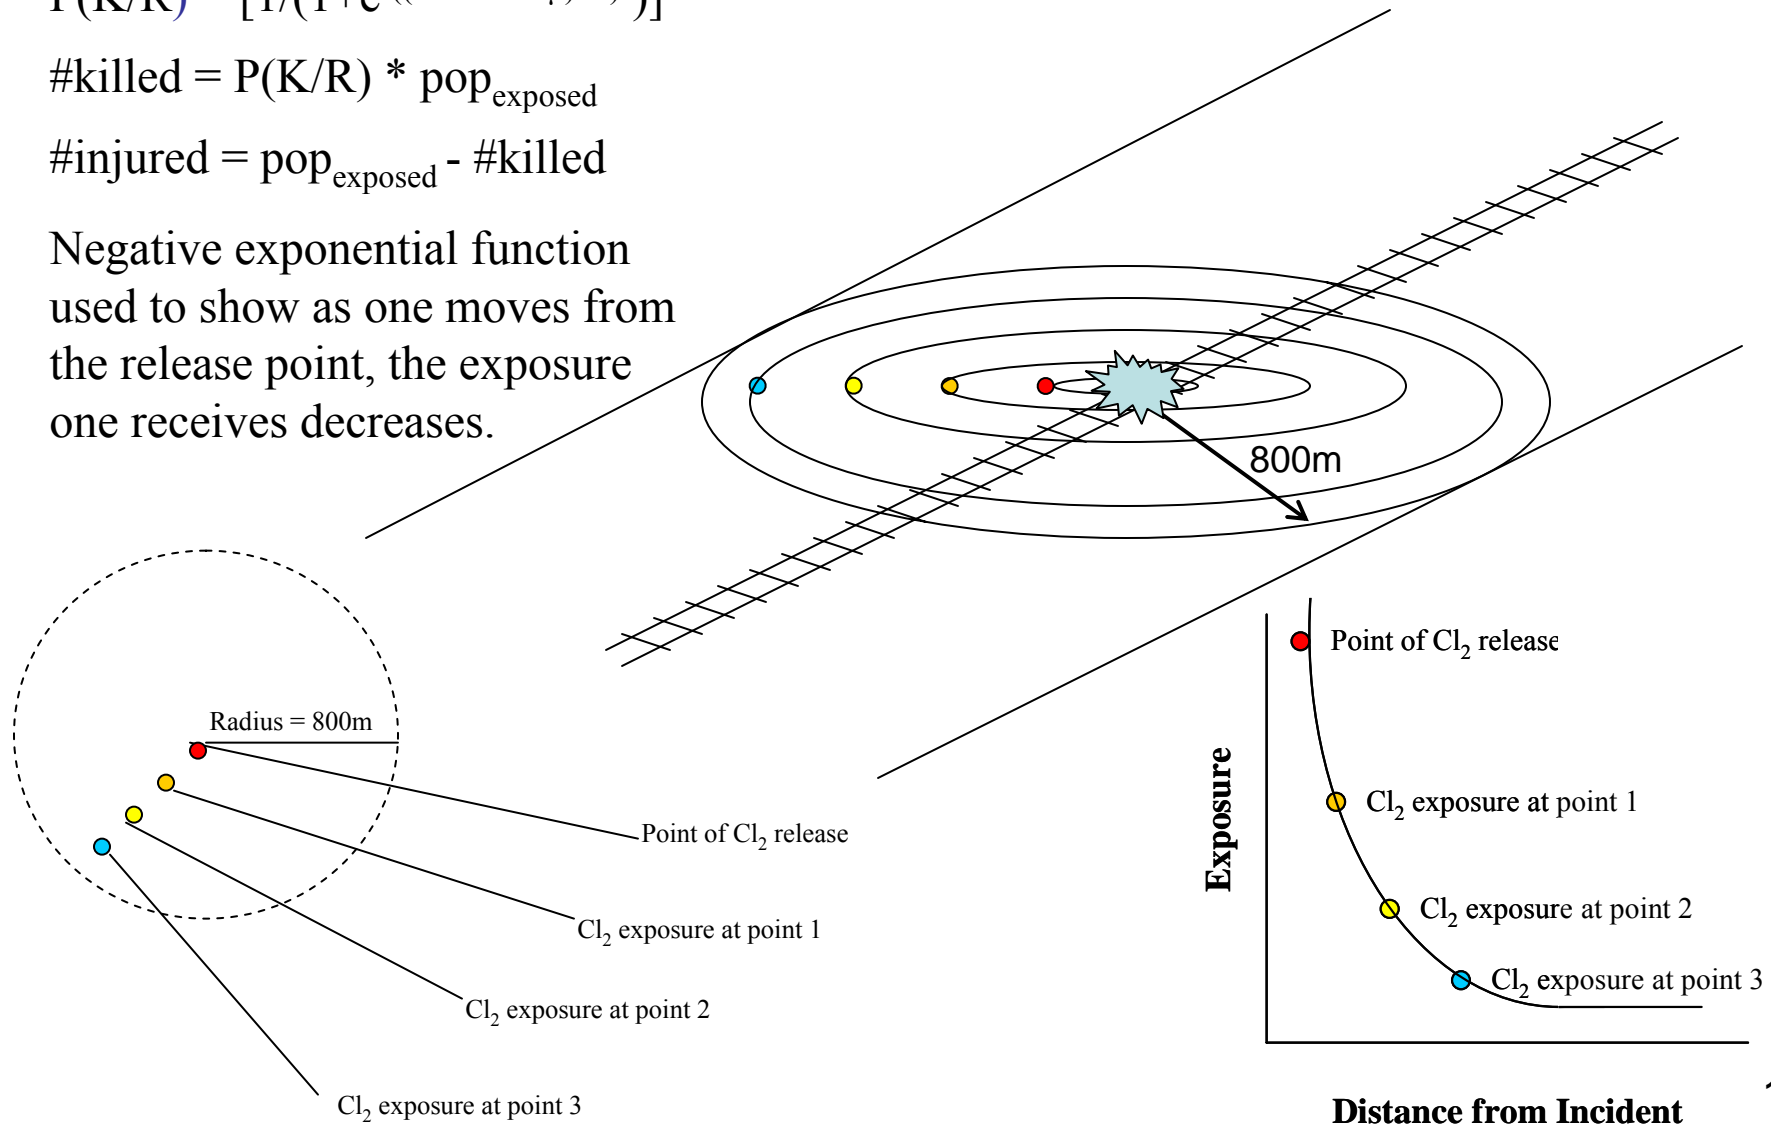 P(K/R) [1/(1+e )]
#killed = P(K/R) * pop_exposed
#injured = pop_exposed - #killed
Negative exponential function
used to show as one moves from
the release point, the exposure
one receives decreases.
800m
Radius = 800m
Point of Cl₂ release
Cl₂ exposure at point 1
Cl₂ exposure at point 2
Cl₂ exposure at point 3
Exposure
Point of Cl₂ release
Cl₂ exposure at point 1
Cl₂ exposure at point 2
Cl₂ exposure at point 3
Distance from Incident